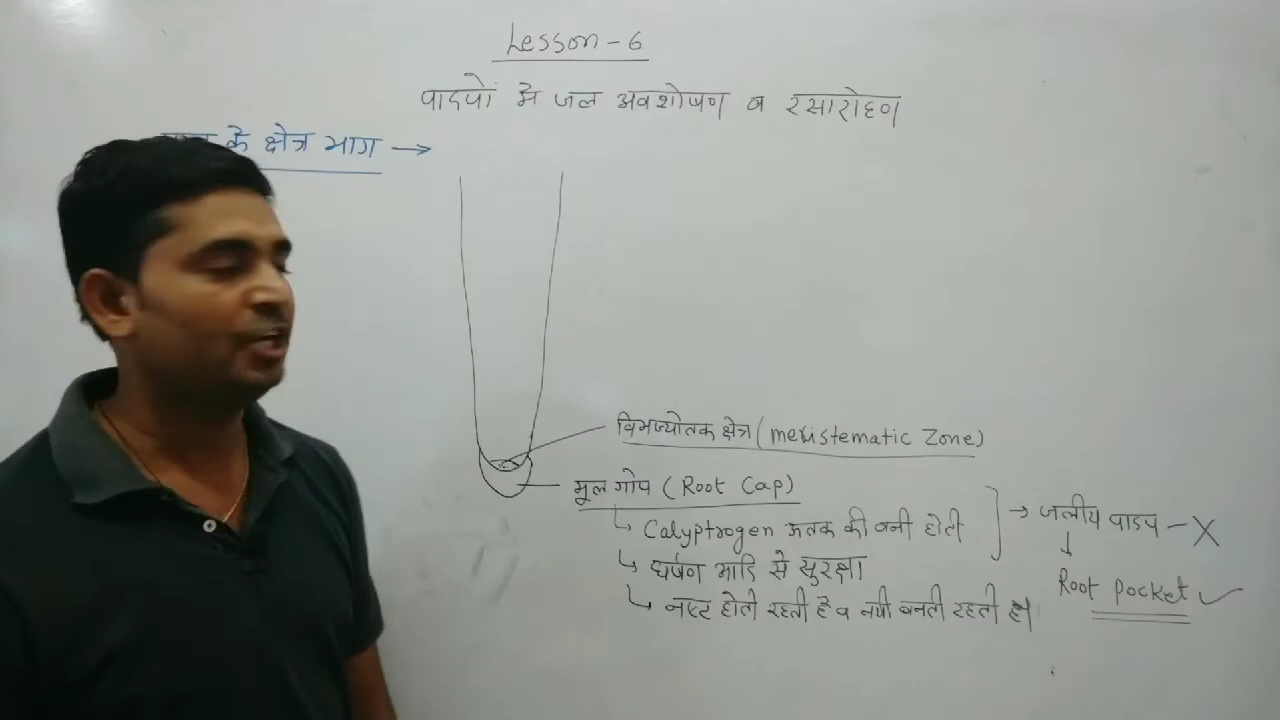 Lesson - 6
पादपों मे जल अवशोषण व रसारोहण
के क्षेत्र भाग →
विभज्योतक क्षेत्र (meristematic Zone)
मूल गोप (Root Cap)
↳ Calyptrogen ऊतक की बनी होती
↳ घर्षण आदि से सुरक्षा
↳ नष्ट होती रहती है व नयी बनती रहती है।
→ जलीय पादप - X
↓
Root Pocket ✓